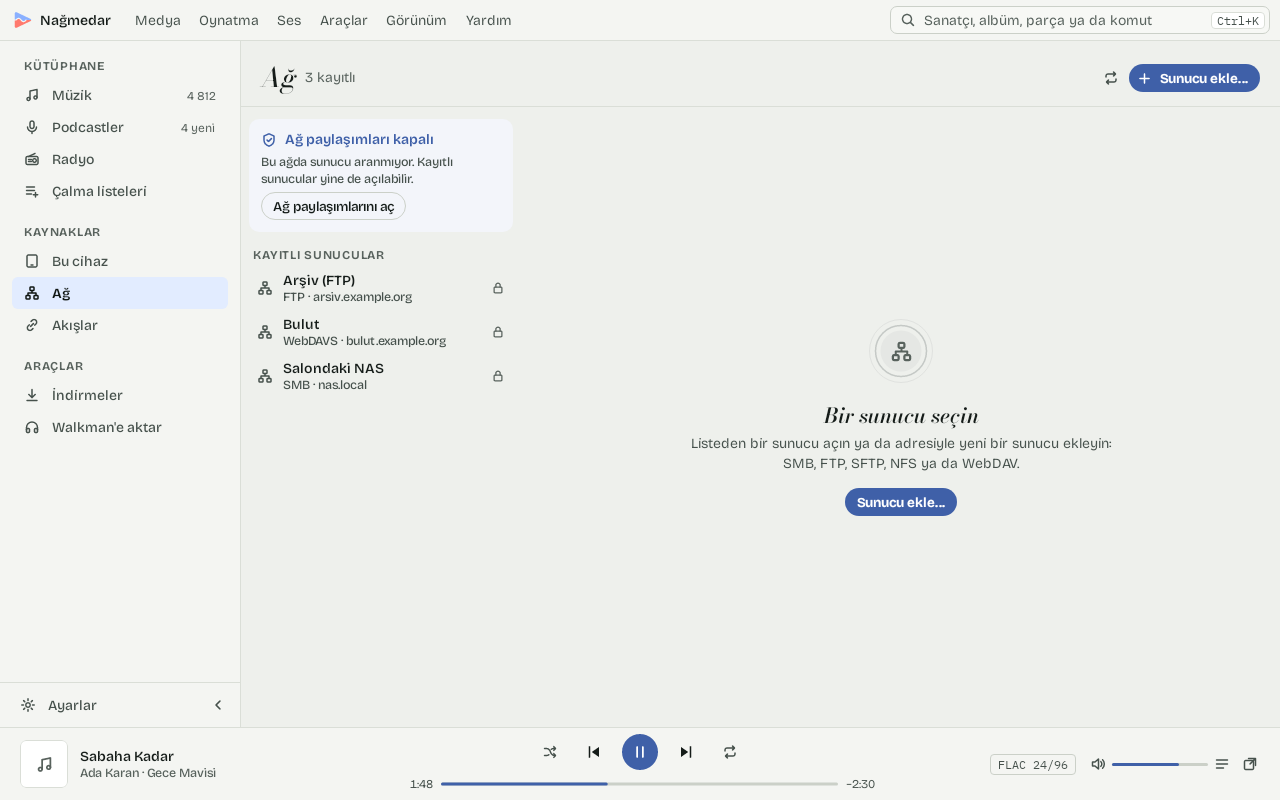 Nağmedar
Medya
Oynatma
Ses
Araçlar
Görünüm
Yardım
Sanatçı, albüm, parça ya da komut
Ctrl+K
KÜTÜPHANE
Müzik
4 812
Podcastler
4 yeni
Radyo
Çalma listeleri
KAYNAKLAR
Bu cihaz
Ağ
Akışlar
ARAÇLAR
İndirmeler
Walkman'e aktar
Ayarlar
Ağ
3 kayıtlı
Sunucu ekle...
Ağ paylaşımları kapalı
Bu ağda sunucu aranmıyor. Kayıtlı
sunucular yine de açılabilir.
Ağ paylaşımlarını aç
KAYITLI SUNUCULAR
Arşiv (FTP)
FTP · arsiv.example.org
Bulut
WebDAVS · bulut.example.org
Salondaki NAS
SMB · nas.local
Bir sunucu seçin
Listeden bir sunucu açın ya da adresiyle yeni bir sunucu ekleyin:
SMB, FTP, SFTP, NFS ya da WebDAV.
Sunucu ekle...
Sabaha Kadar
Ada Karan · Gece Mavisi
1:48
−2:30
FLAC 24/96